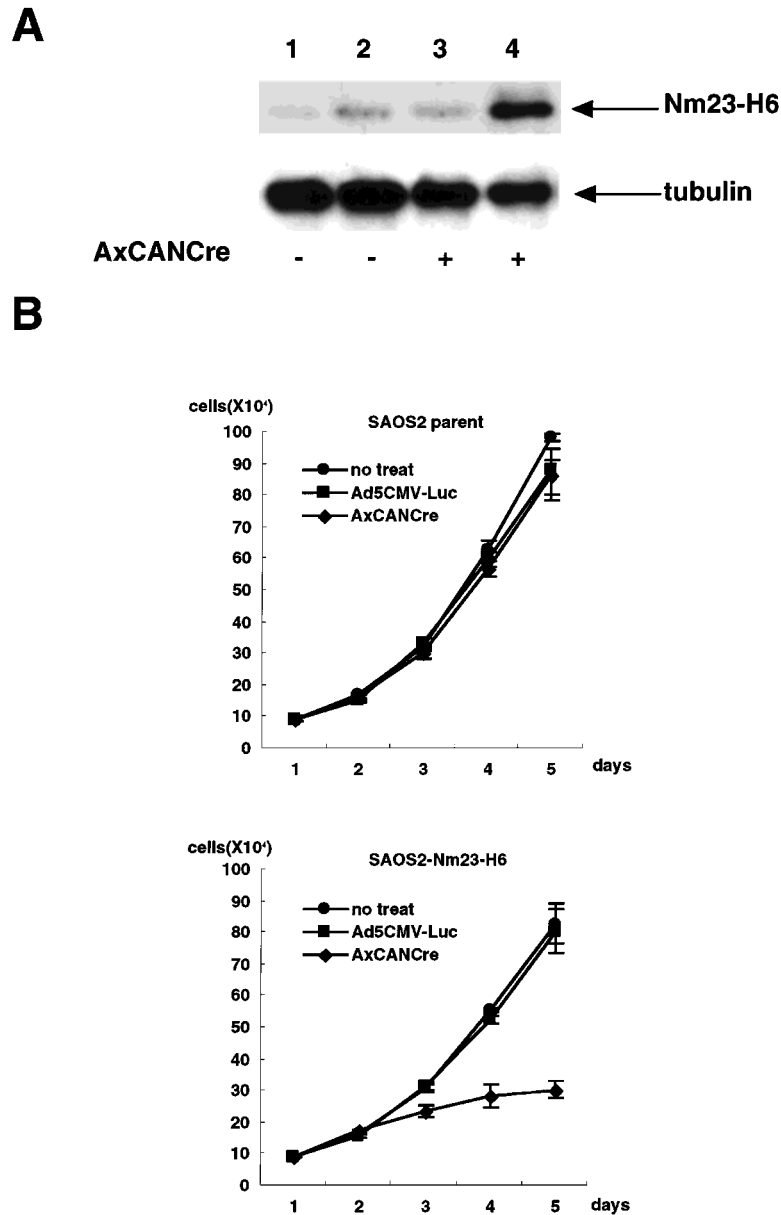 A
1 2 3 4
Nm23-H6
tubulin
AxCANCre - - + +
B
cells(X10⁴)
SAOS2 parent
no treat
Ad5CMV-Luc
AxCANCre
100
90
80
70
60
50
40
30
20
10
0
1 2 3 4 5 days
cells(X10⁴)
SAOS2-Nm23-H6
no treat
Ad5CMV-Luc
AxCANCre
100
90
80
70
60
50
40
30
20
10
0
1 2 3 4 5 days